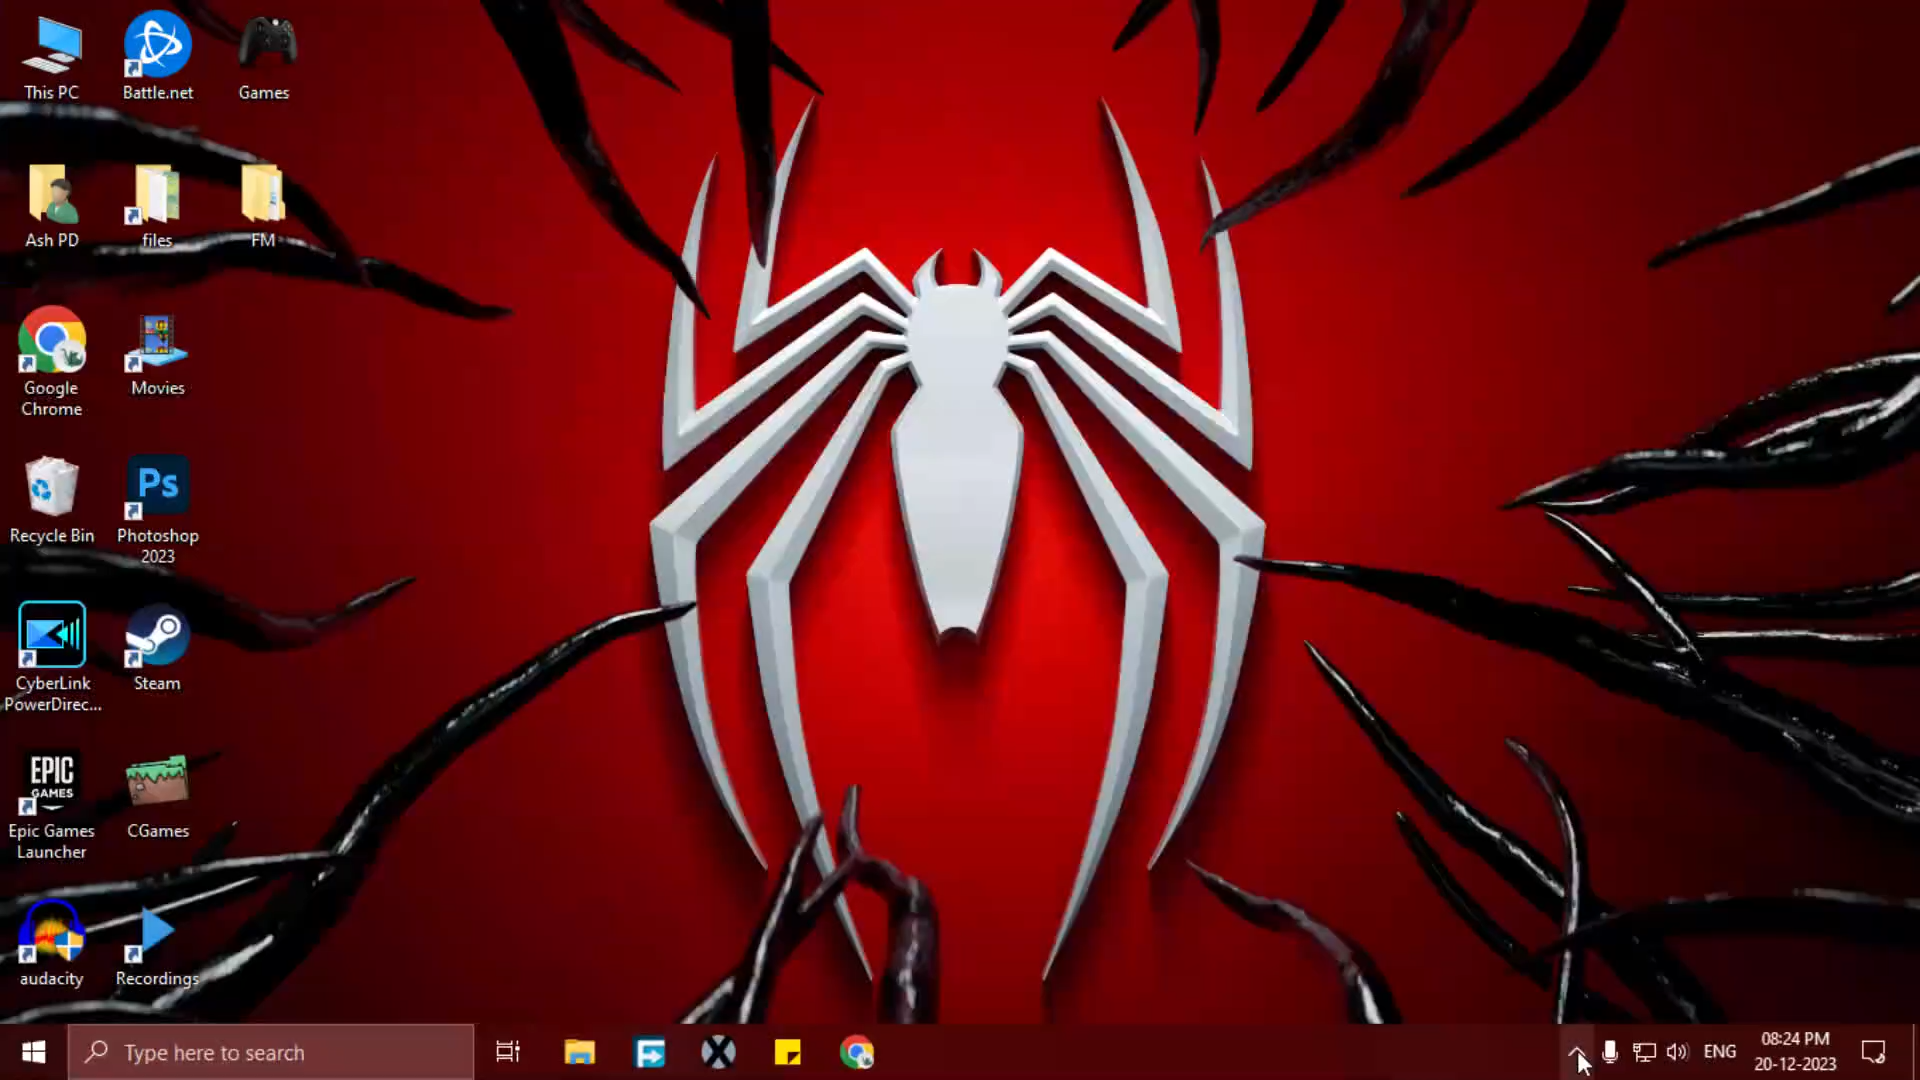 This PC
Battle.net
Games
Ash PD
files
FM
Google
Chrome
Movies
Recycle Bin
Ps
Photoshop
2023
CyberLink
PowerDirec...
Steam
EPIC
GAMES
Epic Games
Launcher
CGames
audacity
Recordings
Type here to search
ENG
08:24 PM
20-12-2023